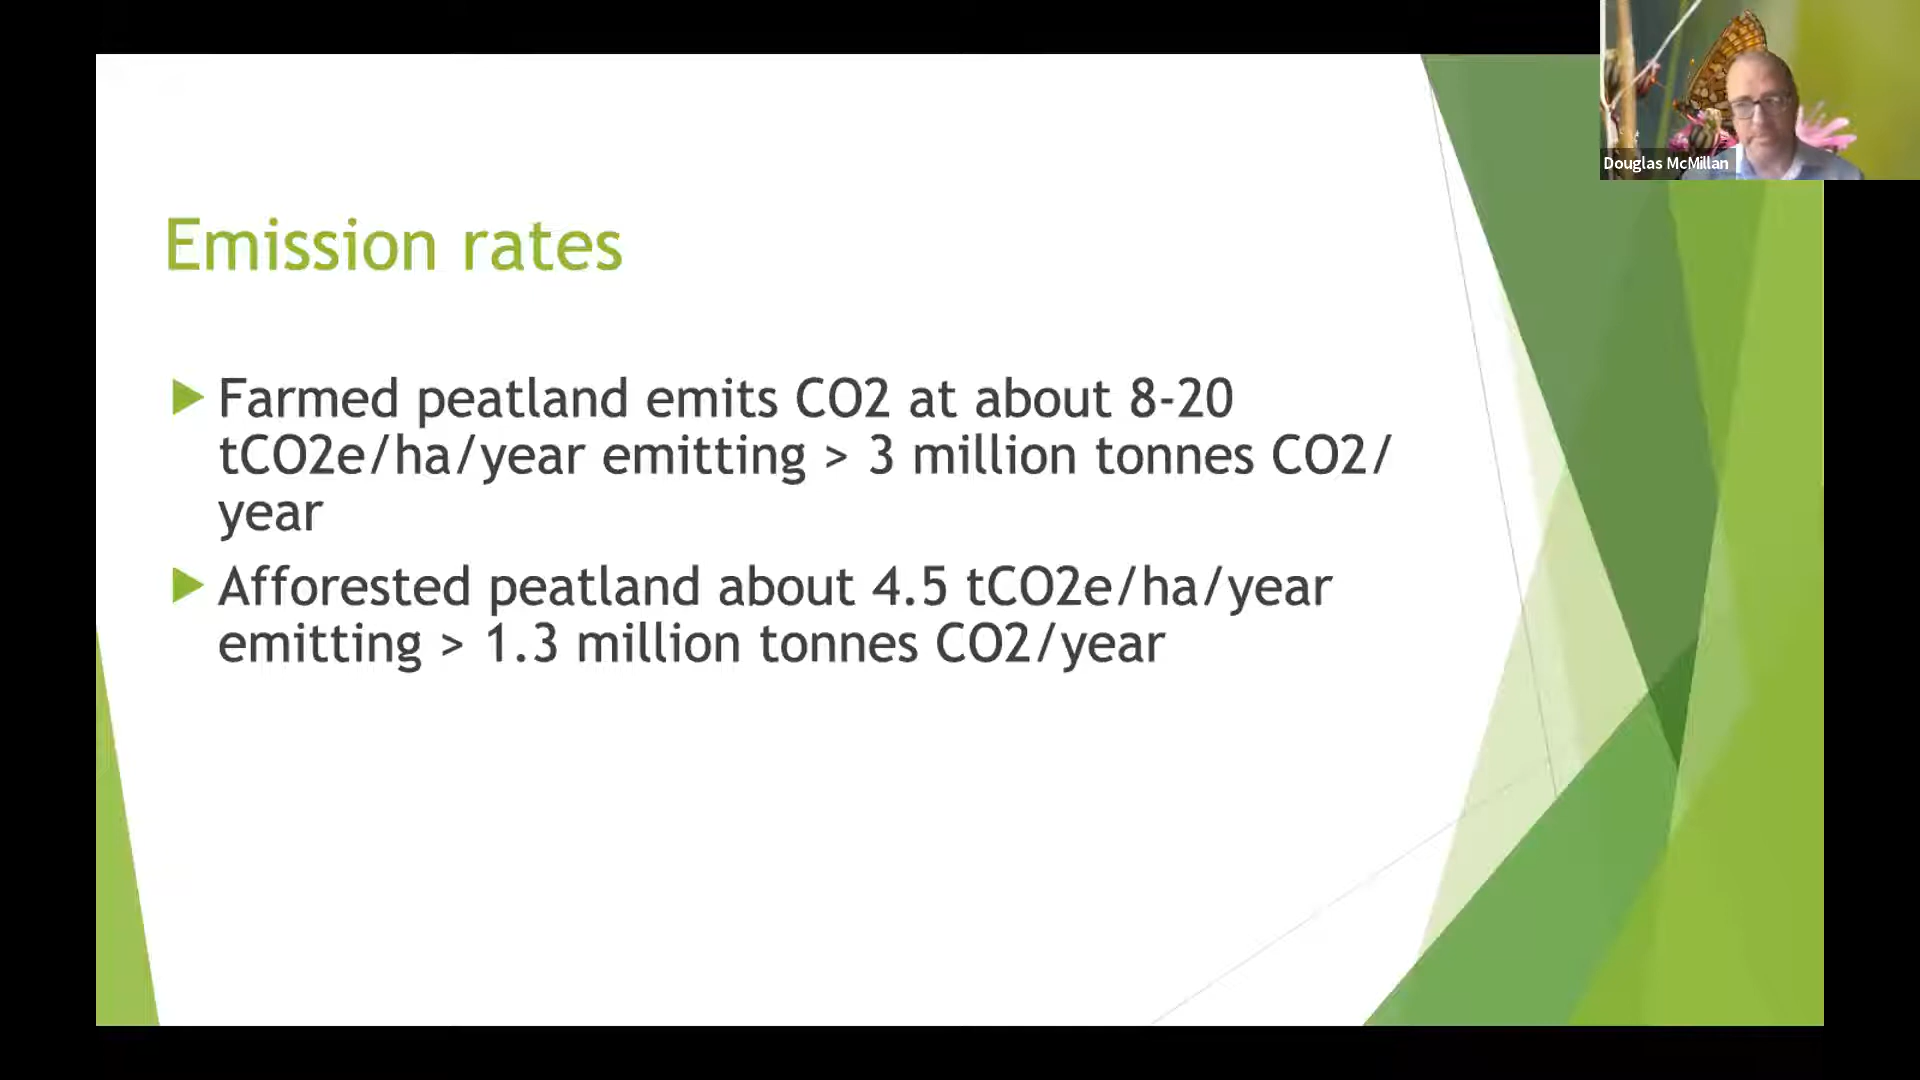 Douglas McMillan
Emission rates
Farmed peatland emits CO2 at about 8-20
tCO2e/ha/year emitting > 3 million tonnes CO2/
year
Afforested peatland about 4.5 tCO2e/ha/year
emitting > 1.3 million tonnes CO2/year